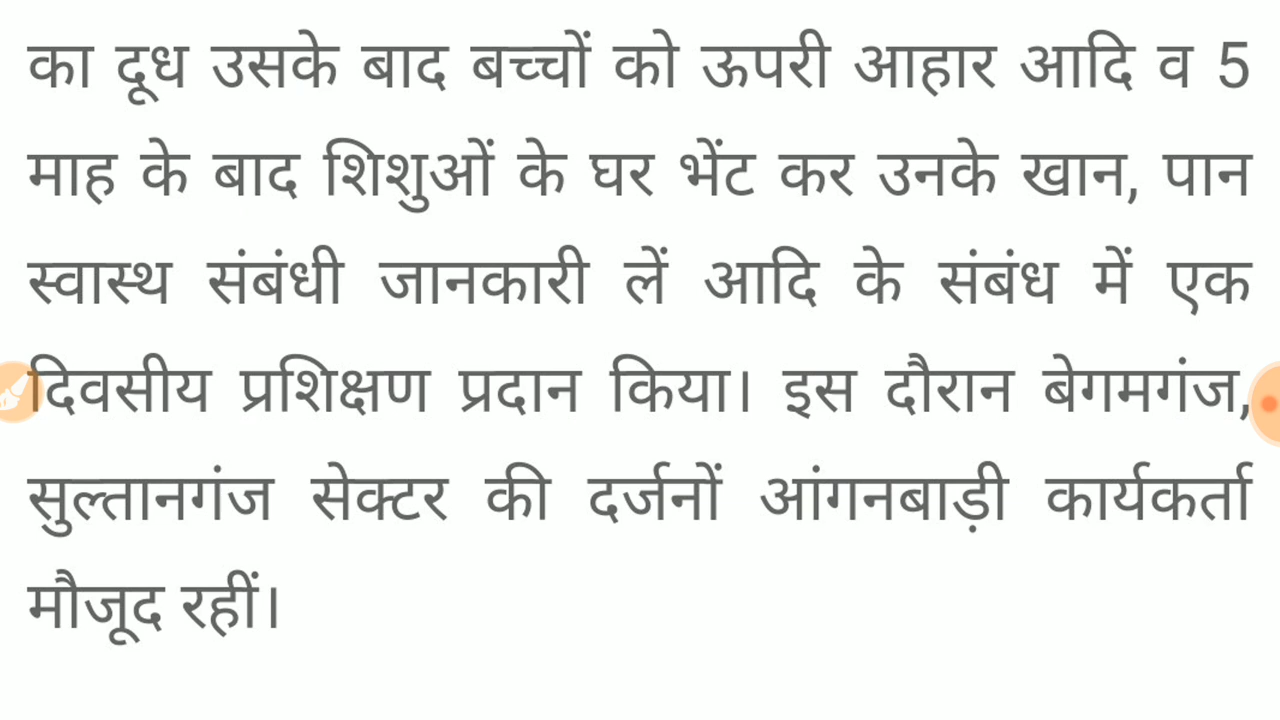 का दूध उसके बाद बच्चों को ऊपरी आहार आदि व 5
माह के बाद शिशुओं के घर भेंट कर उनके खान, पान
स्वास्थ संबंधी जानकारी लें आदि के संबंध में एक
दिवसीय प्रशिक्षण प्रदान किया। इस दौरान बेगमगंज,
सुल्तानगंज सेक्टर की दर्जनों आंगनबाड़ी कार्यकर्ता
मौजूद रहीं।